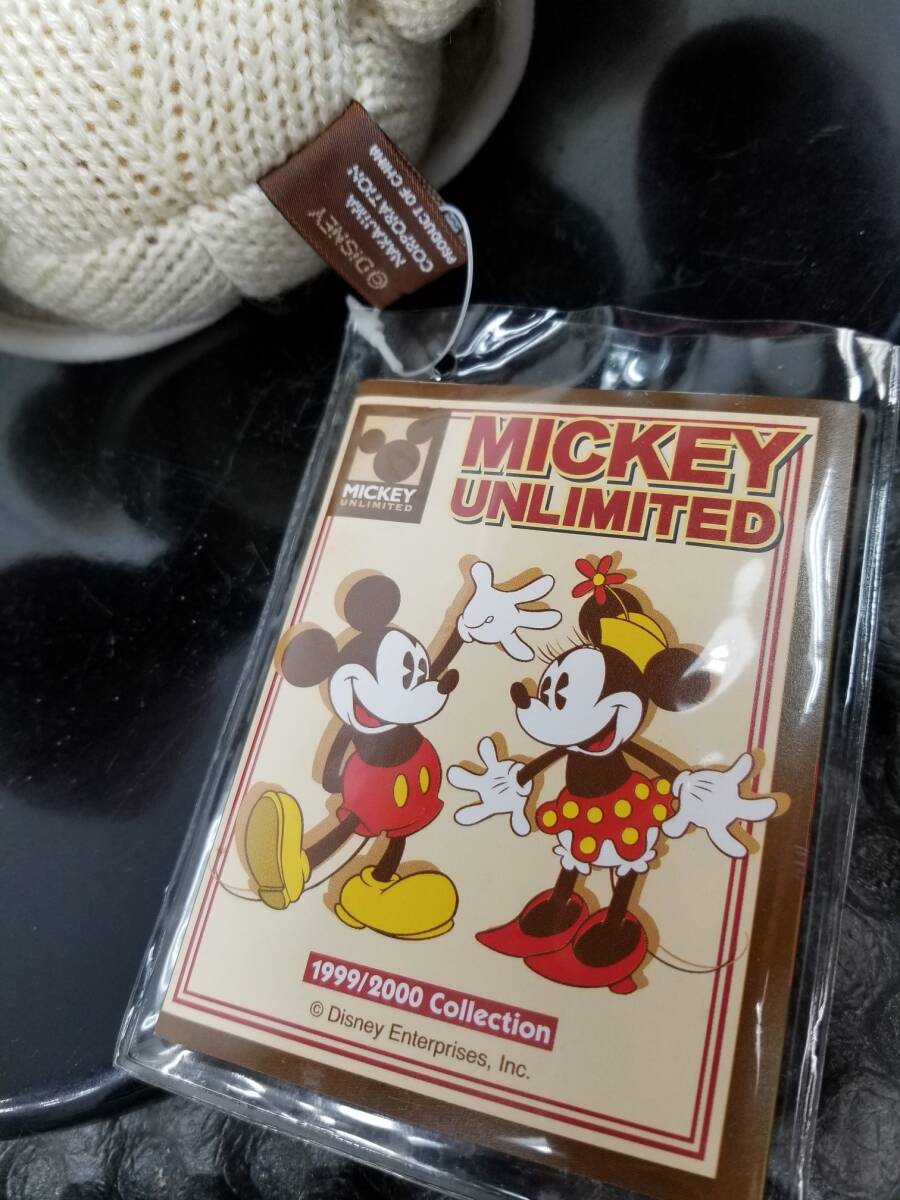 ©DISNEY
NAKAJIMA
CORPORATION
PRODUCT OF CHINA
MICKEY
UNLIMITED
MICKEY
UNLIMITED
1999/2000 Collection
© Disney Enterprises, Inc.